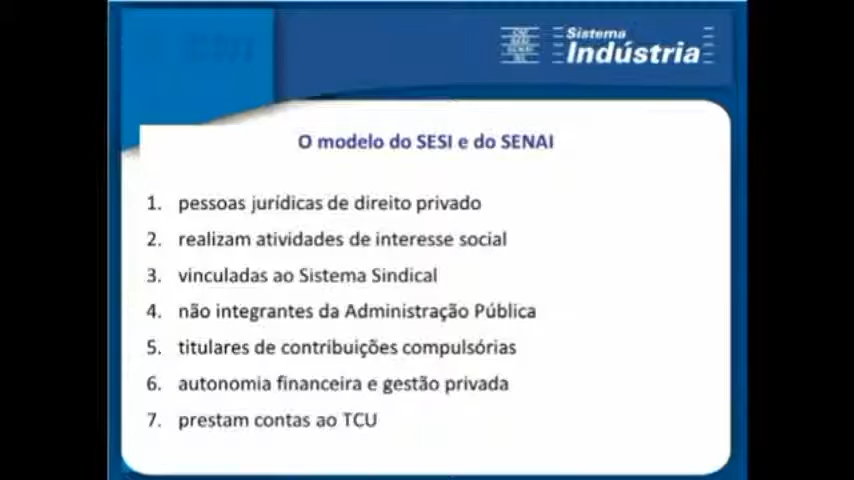 Sistema
Indústria
O modelo do SESI e do SENAI
1. pessoas jurídicas de direito privado
2. realizam atividades de interesse social
3. vinculadas ao Sistema Sindical
4. não integrantes da Administração Pública
5. titulares de contribuições compulsórias
6. autonomia financeira e gestão privada
7. prestam contas ao TCU